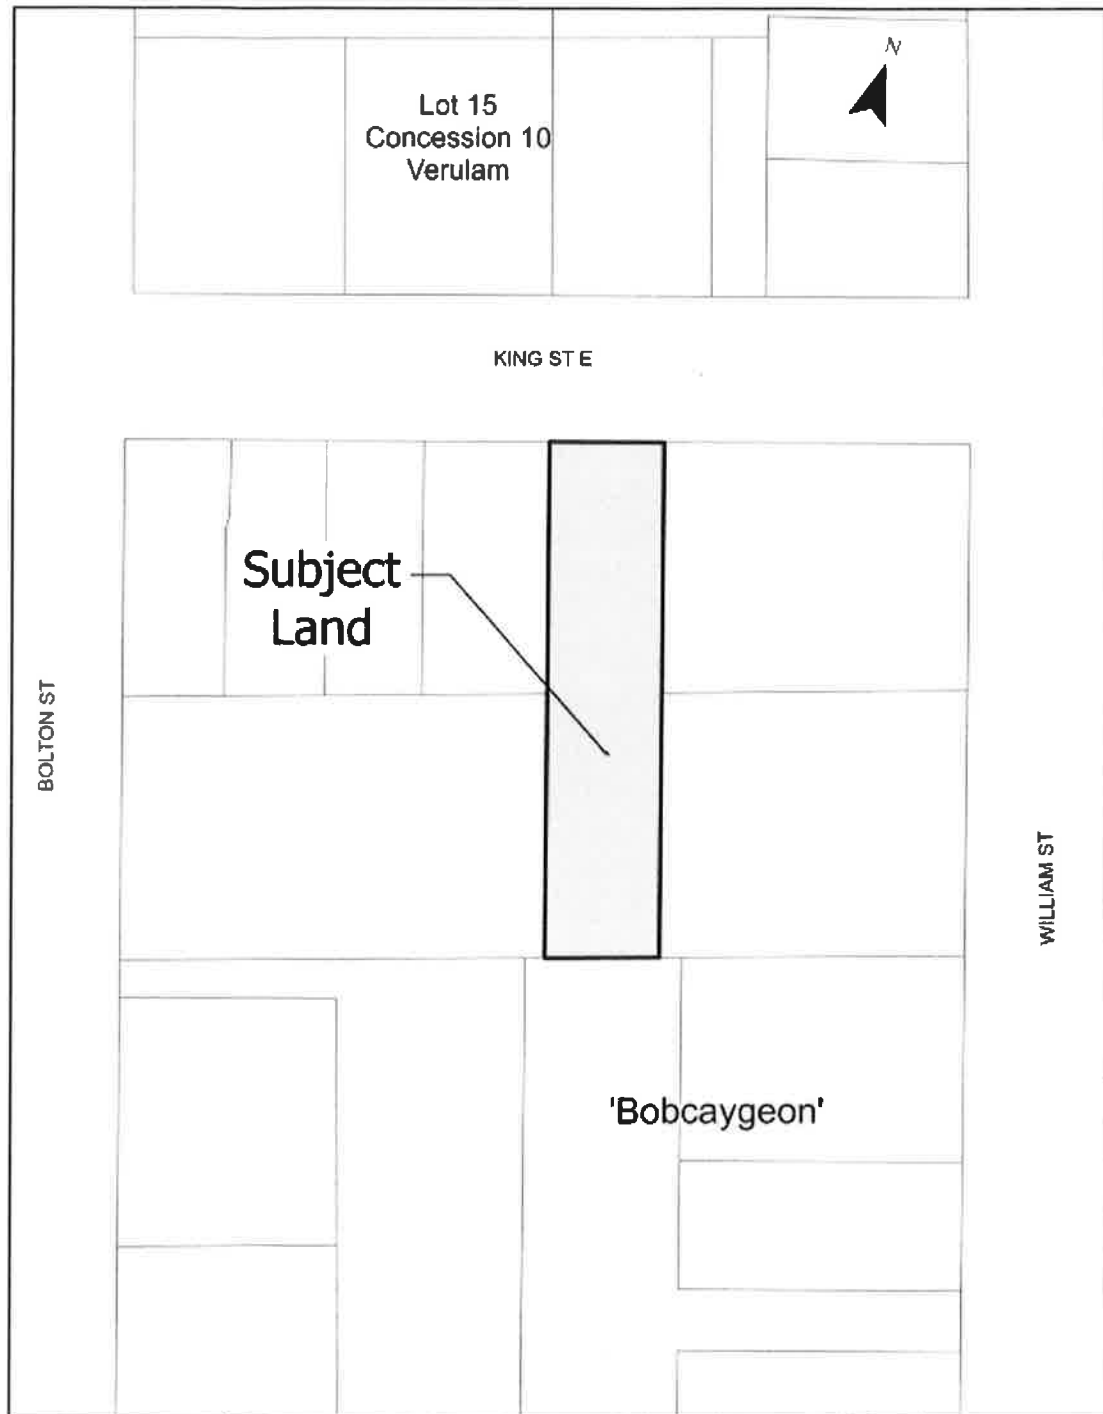 N
Lot 15
Concession 10
Verulam
KING ST E
Subject
Land
BOLTON ST
WILLIAM ST
'Bobcaygeon'